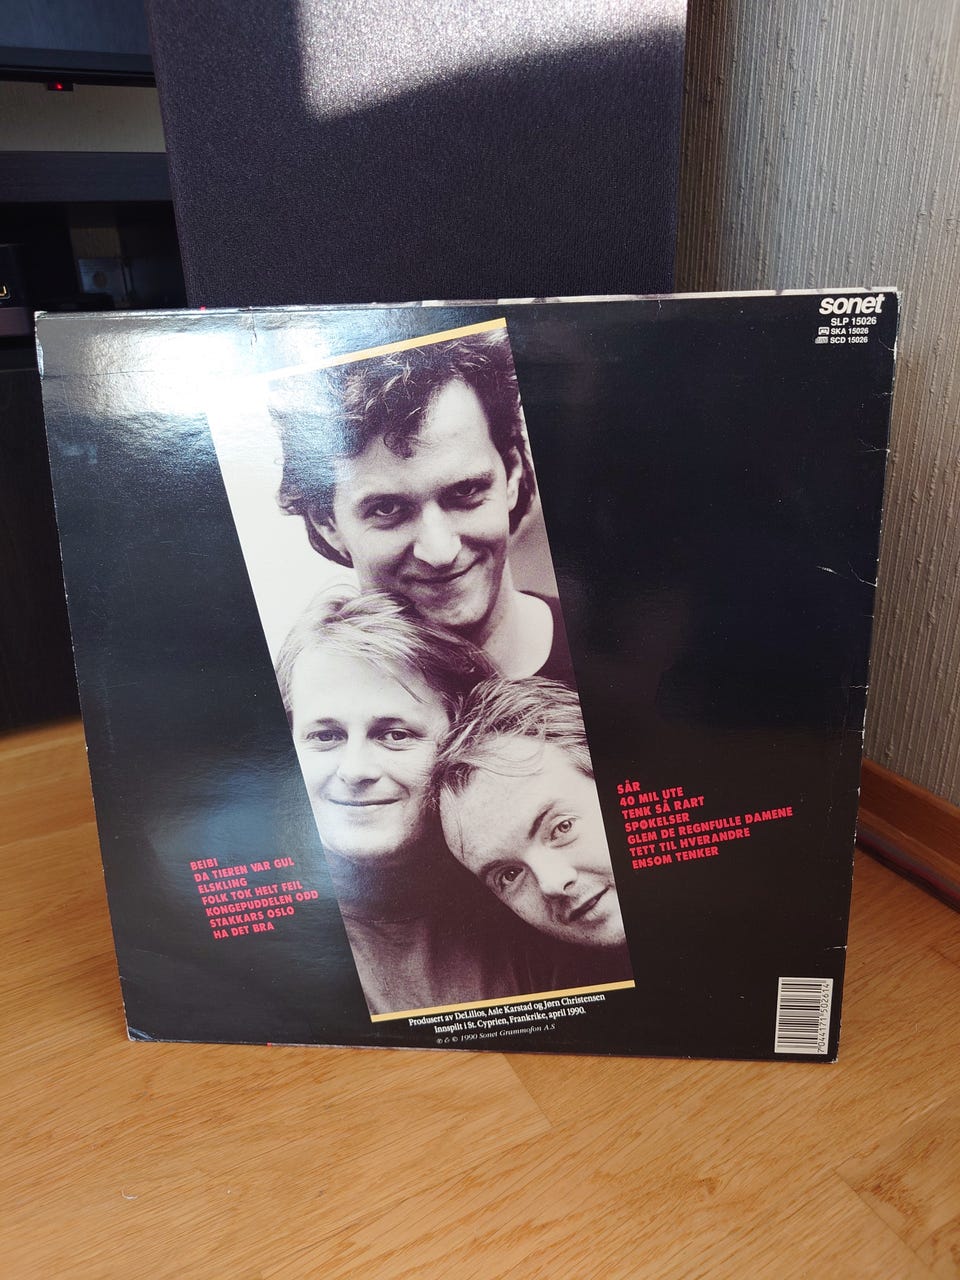 sonet
SLP 15026
SKA 15026
SCD 15026
BEIBI
DA TIEREN VAR GUL
ELSKLING
FOLK TOK HELT FEIL
KONGEPUDDELEN ODD
STAKKARS OSLO
HA DET BRA
SÅR
40 MIL UTE
TENK SÅ RART
SPØKELSER
GLEM DE REGNFULLE DAMENE
TETT TIL HVERANDRE
ENSOM TENKER
Produsert av DeLillos, Asle Karstad og Jørn Christensen
Innspilt i St. Cyprien, Frankrike, april 1990.
℗ & © 1990 Sonet Grammofon A.S
7044171502614